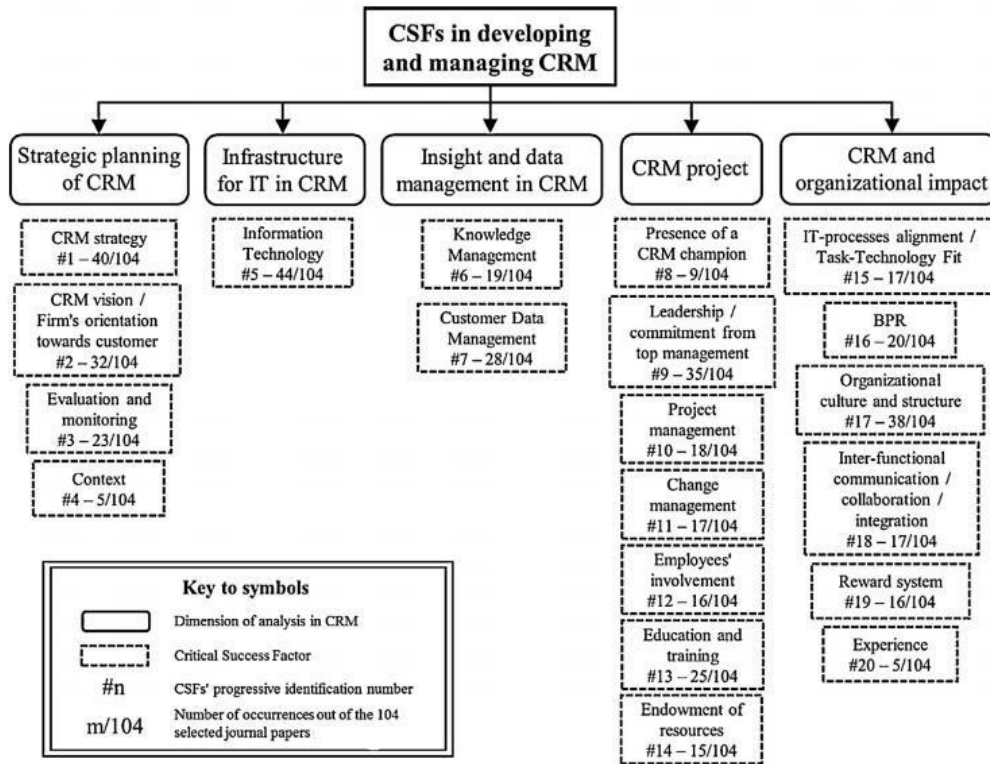 CSFs in developing
and managing CRM
Strategic planning
of CRM
Infrastructure
for IT in CRM
Insight and data
management in CRM
CRM project
CRM and
organizational impact
CRM strategy
#1 – 40/104
CRM vision /
Firm's orientation
towards customer
#2 – 32/104
Evaluation and
monitoring
#3 – 23/104
Context
#4 – 5/104
Information
Technology
#5 – 44/104
Knowledge
Management
#6 – 19/104
Customer Data
Management
#7 – 28/104
Presence of a
CRM champion
#8 – 9/104
Leadership /
commitment from
top management
#9 – 35/104
Project
management
#10 – 18/104
Change
management
#11 – 17/104
Employees'
involvement
#12 – 16/104
Education and
training
#13 – 25/104
Endowment of
resources
#14 – 15/104
IT-processes alignment /
Task-Technology Fit
#15 – 17/104
BPR
#16 – 20/104
Organizational
culture and structure
#17 – 38/104
Inter-functional
communication /
collaboration /
integration
#18 – 17/104
Reward system
#19 – 16/104
Experience
#20 – 5/104
Key to symbols
Dimension of analysis in CRM
Critical Success Factor
#n
CSFs' progressive identification number
m/104
Number of occurrences out of the 104
selected journal papers